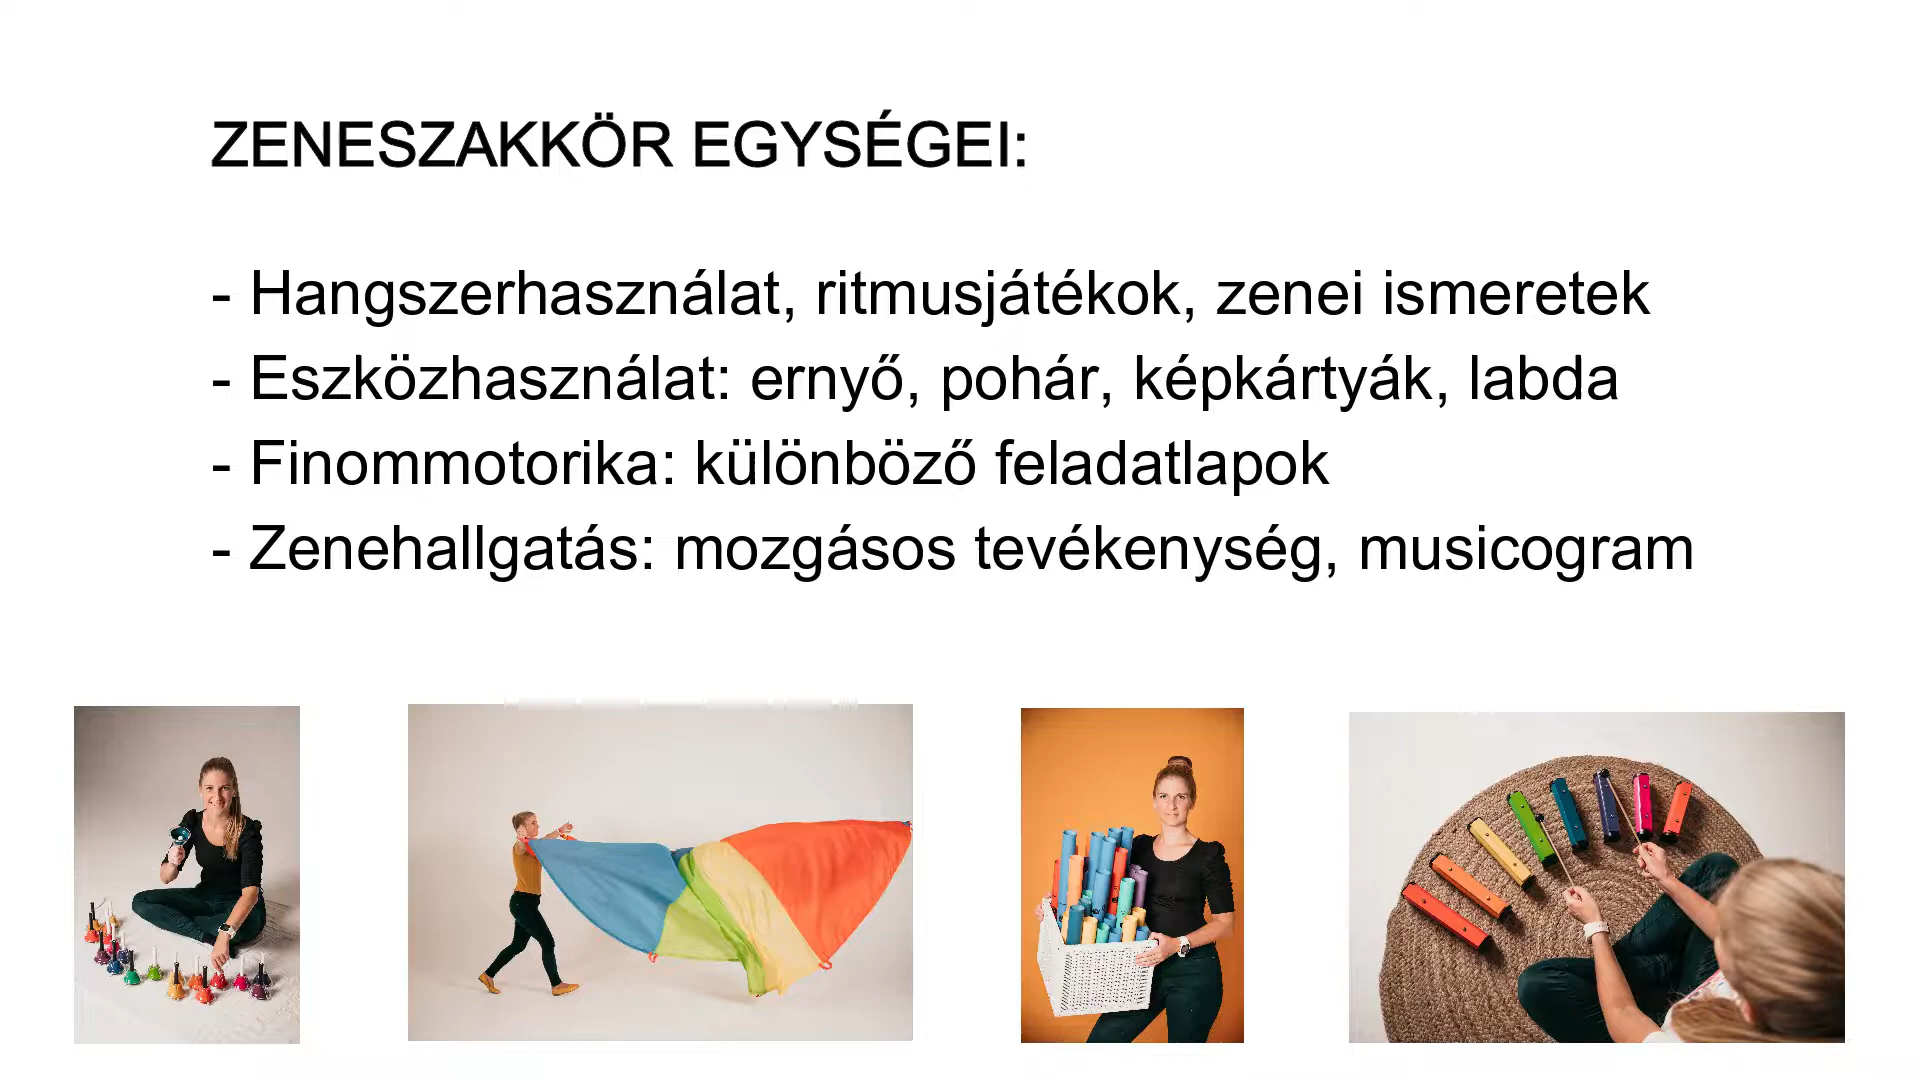 ZENESZAKKÖR EGYSÉGEI:
- Hangszerhasználat, ritmusjátékok, zenei ismeretek
- Eszközhasználat: ernyő, pohár, képkártyák, labda
- Finommotorika: különböző feladatlapok
- Zenehallgatás: mozgásos tevékenység, musicogram